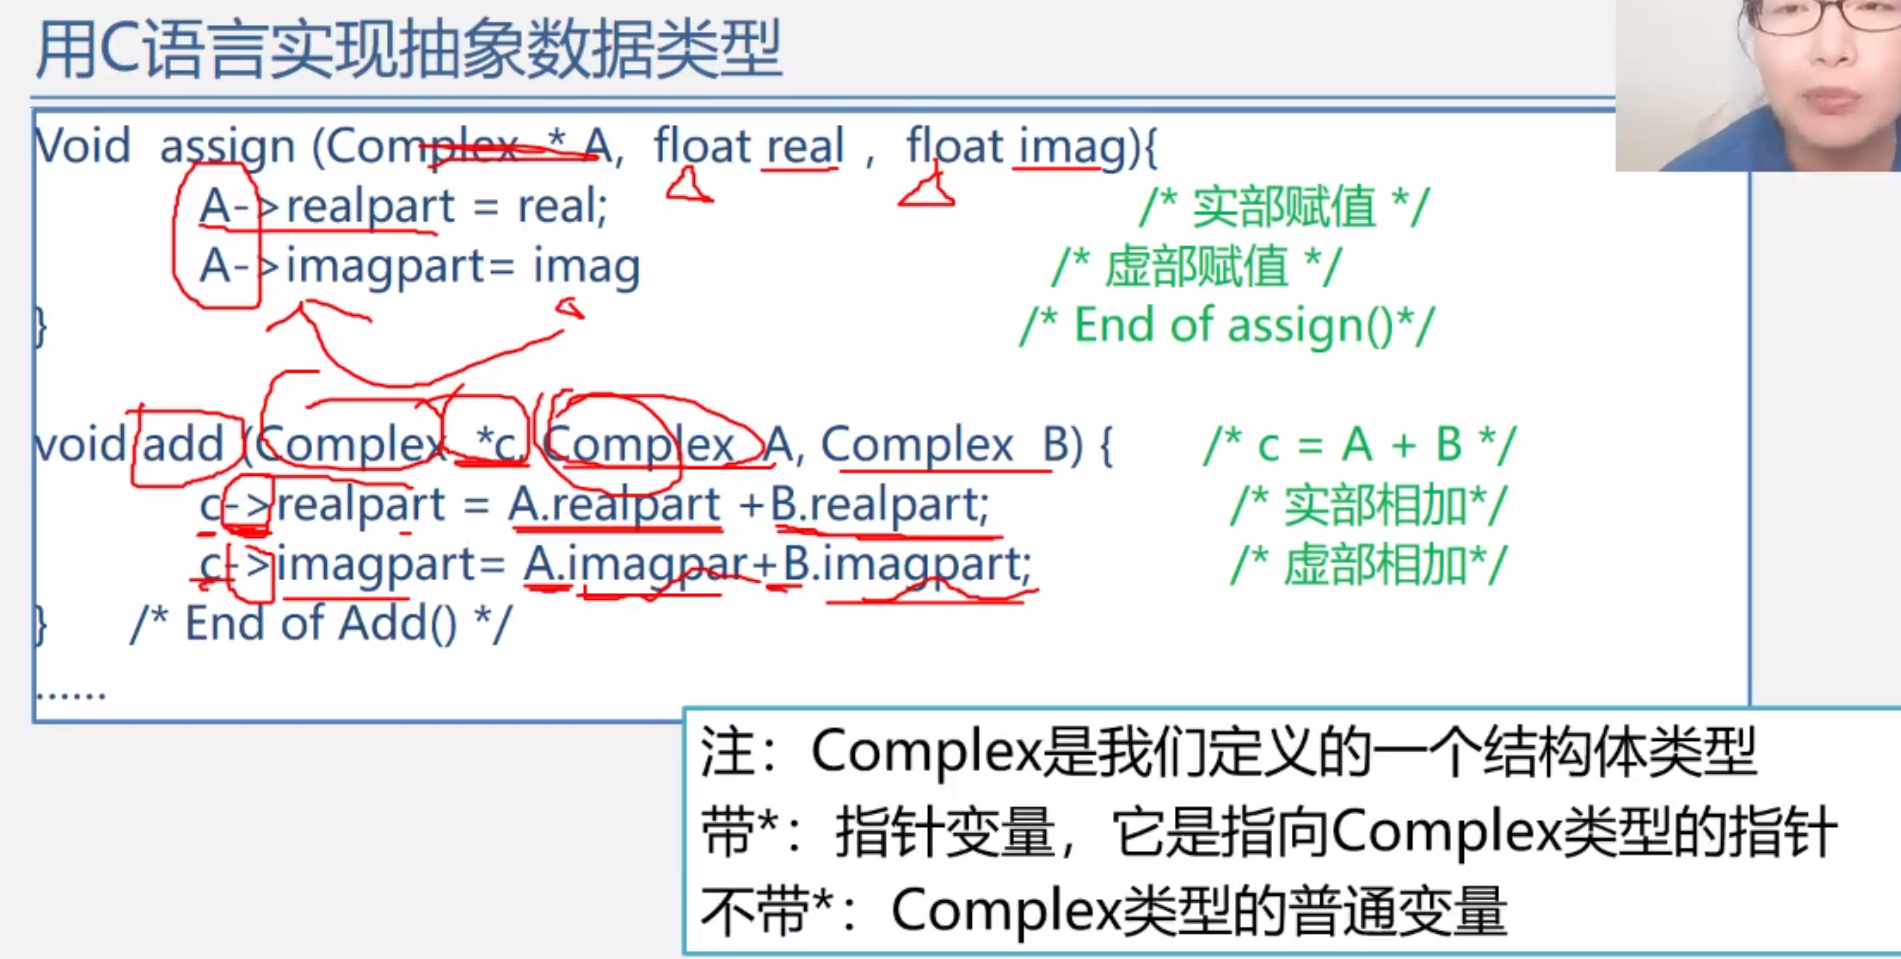 用C语言实现抽象数据类型
Void assign (Complex * A, float real , float imag){
A->realpart = real; /* 实部赋值 */
A->imagpart= imag /* 虚部赋值 */
} /* End of assign()*/
void add (Complex *c, Complex A, Complex B) { /* c = A + B */
c->realpart = A.realpart +B.realpart; /* 实部相加*/
c->imagpart= A.imagpar+B.imagpart; /* 虚部相加*/
} /* End of Add() */
......
注：Complex是我们定义的一个结构体类型
带*：指针变量，它是指向Complex类型的指针
不带*：Complex类型的普通变量